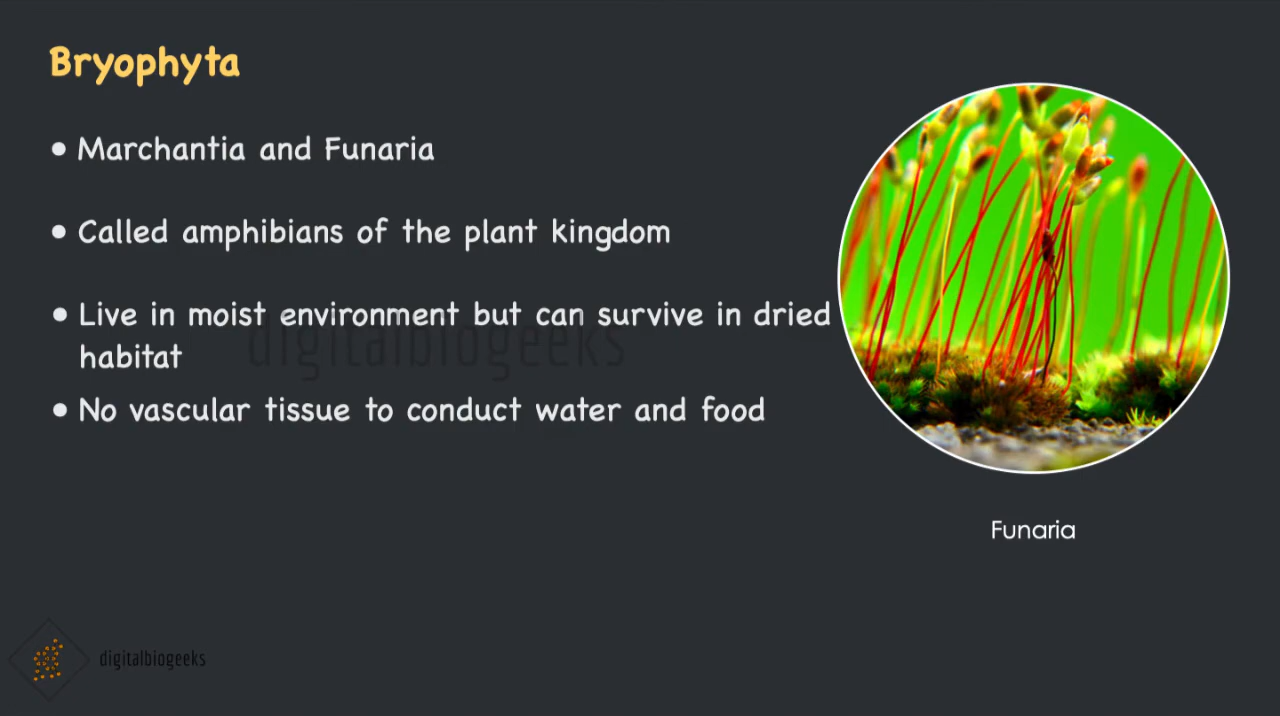 Bryophyta
• Marchantia and Funaria
• Called amphibians of the plant kingdom
• Live in moist environment but can survive in dried
habitat
• No vascular tissue to conduct water and food
digitalbiogeeks
Funaria
digitalbiogeeks